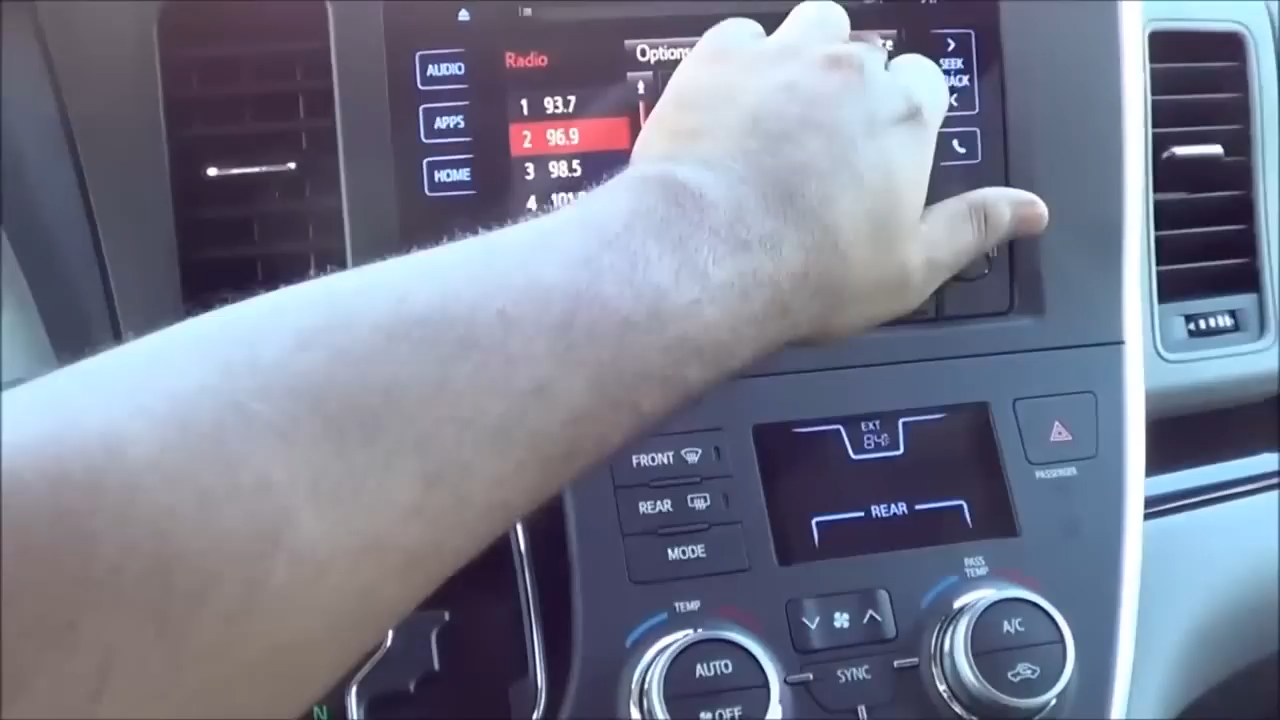 AUDIO
APPS
HOME
Radio
Options
1 93.7
2 96.9
3 98.5
4
SEEK
FRONT
REAR
MODE
EXT
84
REAR
PASSENGER
TEMP
PASS
TEMP
AUTO
OFF
SYNC
A/C
N